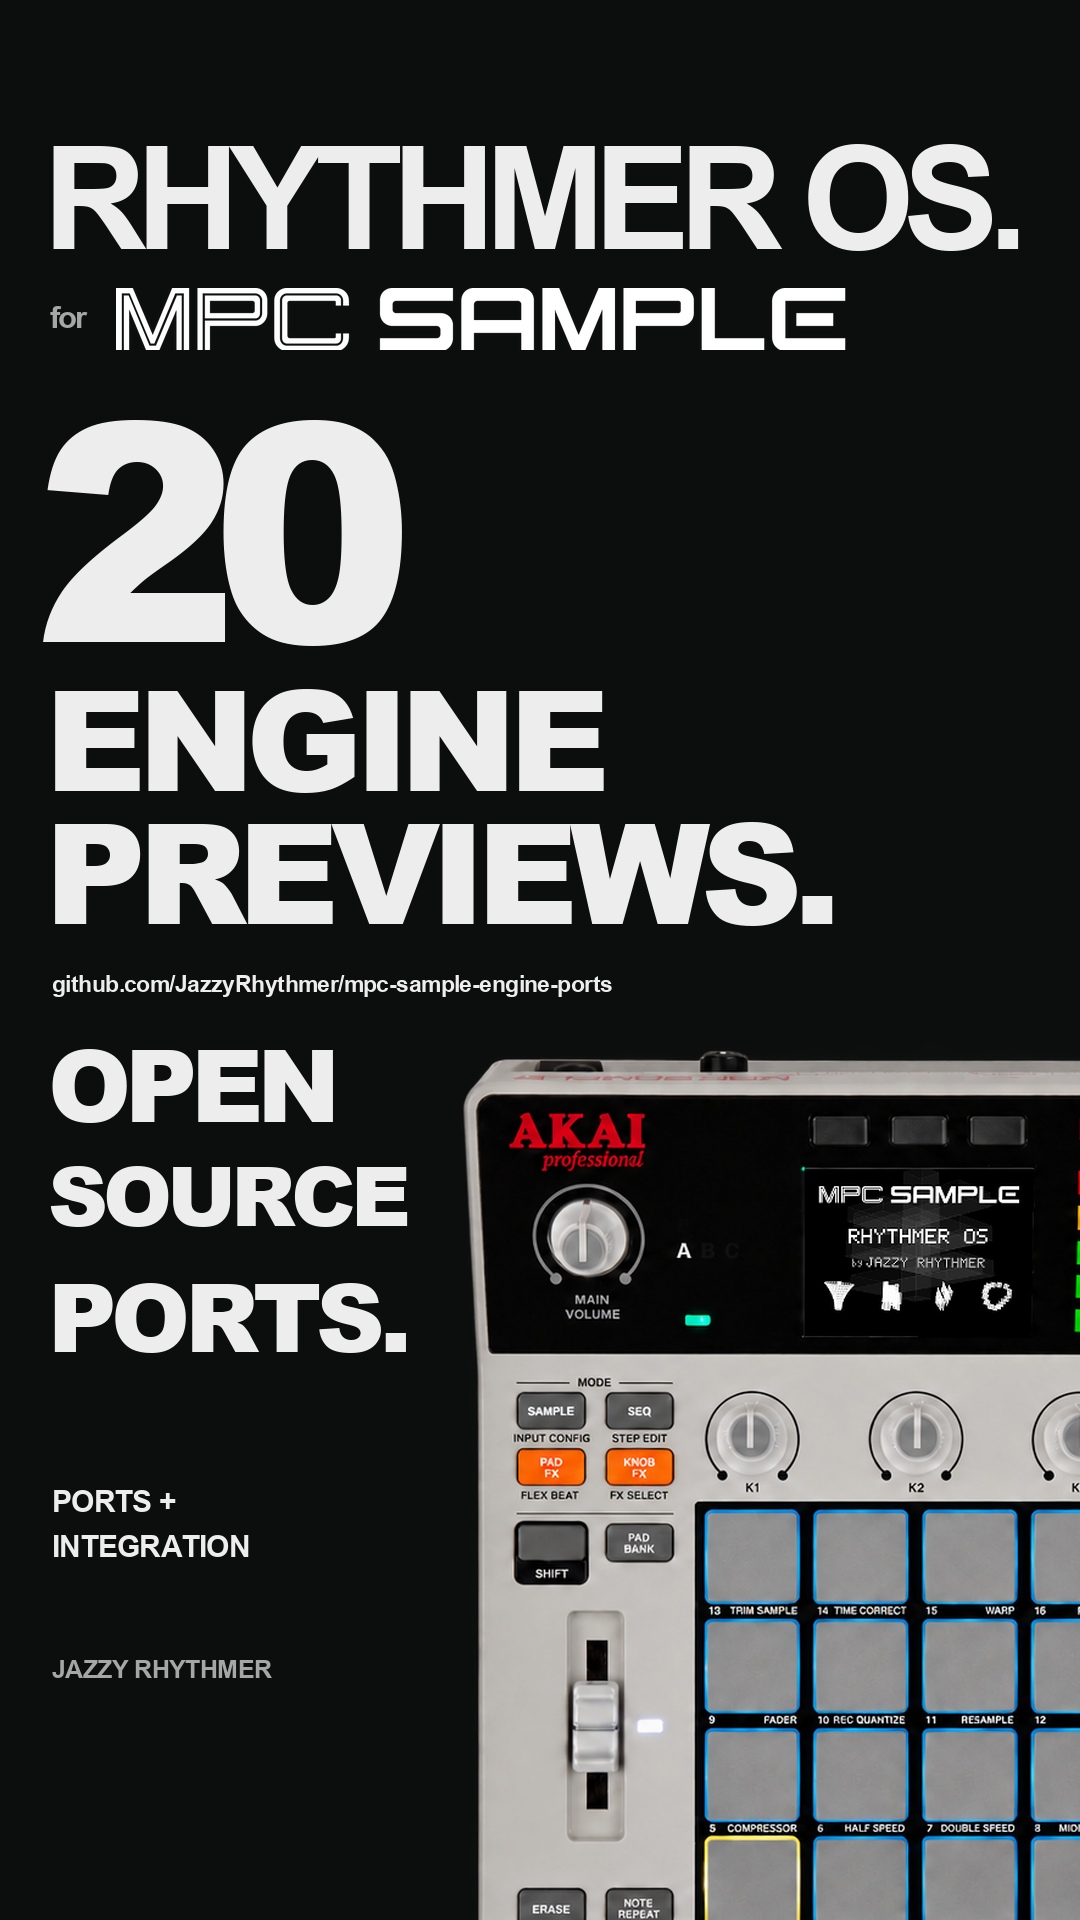 RHYTHMER OS.
for MPC SAMPLE
20
ENGINE
PREVIEWS.
github.com/JazzyRhythmer/mpc-sample-engine-ports
OPEN
SOURCE
PORTS.
PORTS +
INTEGRATION
JAZZY RHYTHMER
AKAI
professional
MAIN
VOLUME
A B C
MPC SAMPLE
RHYTHMER OS
by JAZZY RHYTHMER
MODE
SAMPLE
SEQ
INPUT CONFIG
STEP EDIT
PAD
FX
KNOB
FX
FLEX BEAT
FX SELECT
PAD
BANK
SHIFT
K1
K2
13 TRIM SAMPLE
14 TIME CORRECT
15 WARP
16
9 FADER
10 REC QUANTIZE
11 RESAMPLE
12
5 COMPRESSOR
6 HALF SPEED
7 DOUBLE SPEED
8
ERASE
NOTE
REPEAT